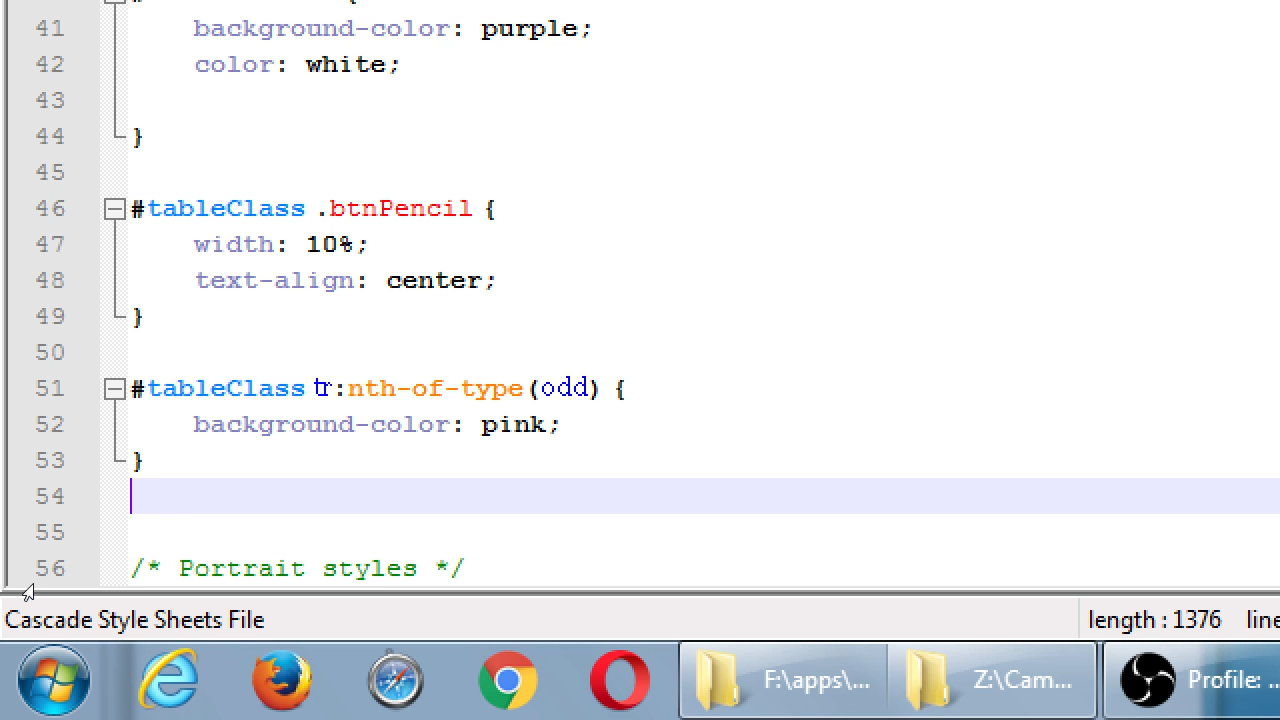 41 background-color: purple;
42 color: white;
43
44 }
45
46 #tableClass .btnPencil {
47 width: 10%;
48 text-align: center;
49 }
50
51 #tableClass tr:nth-of-type(odd) {
52 background-color: pink;
53 }
54
55
56 /* Portrait styles */
Cascade Style Sheets File length : 1376 line
F:\apps\... Z:\Cam... Profile: ...